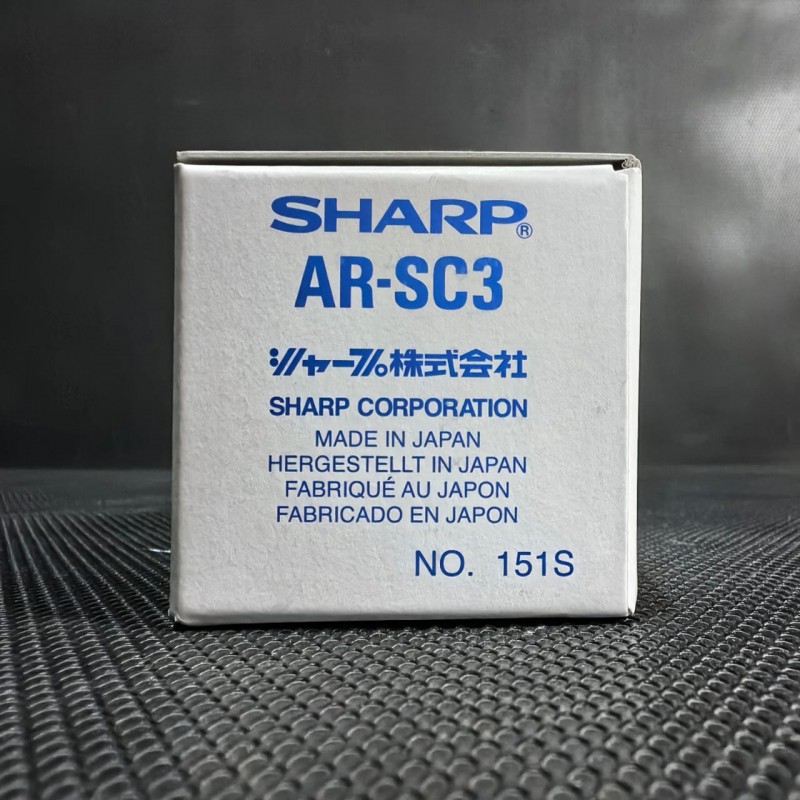 SHARP®
AR-SC3
シャープ株式会社
SHARP CORPORATION
MADE IN JAPAN
HERGESTELLT IN JAPAN
FABRIQUÉ AU JAPON
FABRICADO EN JAPON
NO. 151S